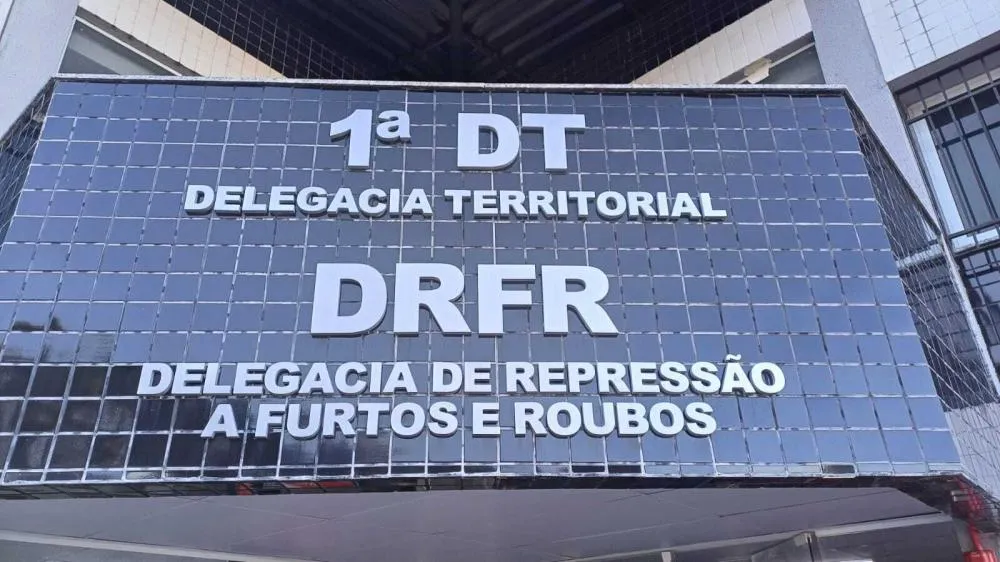 1ª DT
DELEGACIA TERRITORIAL
DRFR
DELEGACIA DE REPRESSÃO
A FURTOS E ROUBOS